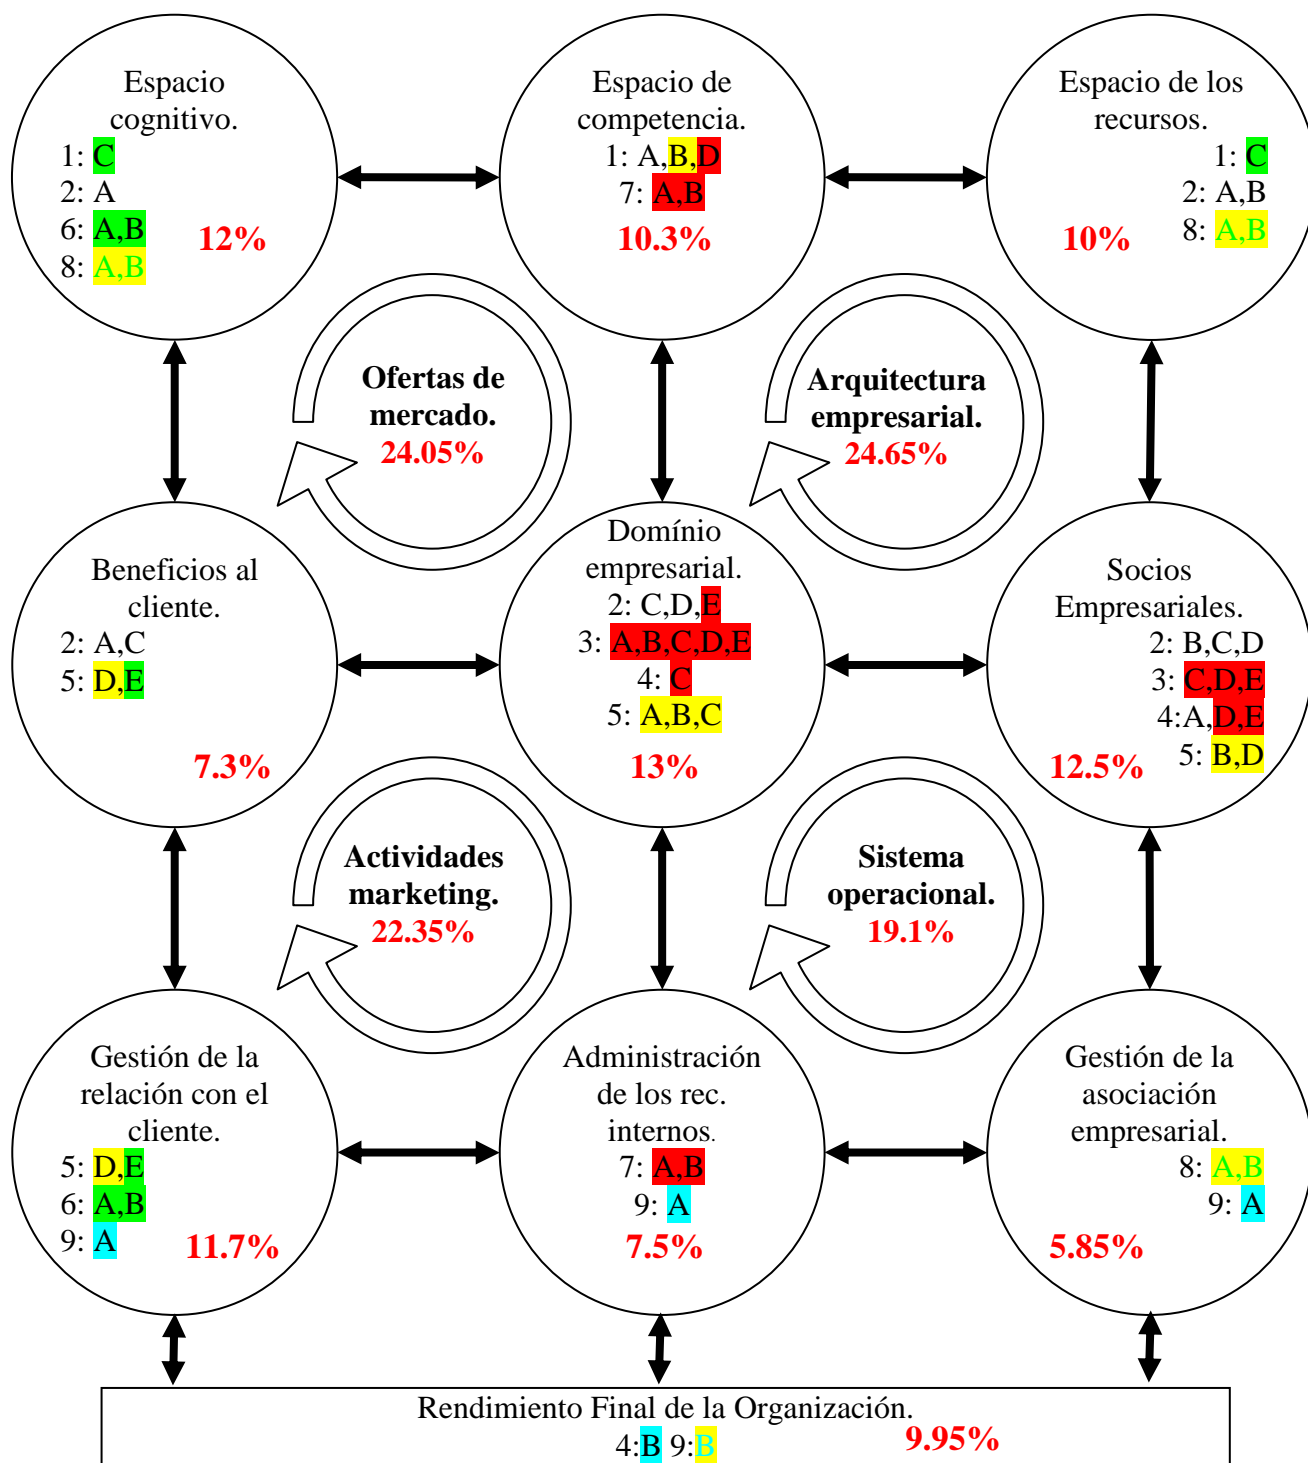 Espacio
cognitivo.
1: C
2: A
6: A,B
8: A,B
12%
Espacio de
competencia.
1: A,B,D
7: A,B
10.3%
Espacio de los
recursos.
1: C
2: A,B
8: A,B
10%
Ofertas de
mercado.
24.05%
Arquitectura
empresarial.
24.65%
Beneficios al
cliente.
2: A,C
5: D,E
7.3%
Domínio
empresarial.
2: C,D,E
3: A,B,C,D,E
4: C
5: A,B,C
13%
Socios
Empresariales.
2: B,C,D
3: C,D,E
4:A,D,E
5: B,D
12.5%
Actividades
marketing.
22.35%
Sistema
operacional.
19.1%
Gestión de la
relación con el
cliente.
5: D,E
6: A,B
9: A
11.7%
Administración
de los rec.
internos.
7: A,B
9: A
7.5%
Gestión de la
asociación
empresarial.
8: A,B
9: A
5.85%
Rendimiento Final de la Organización.
4:B 9:B
9.95%